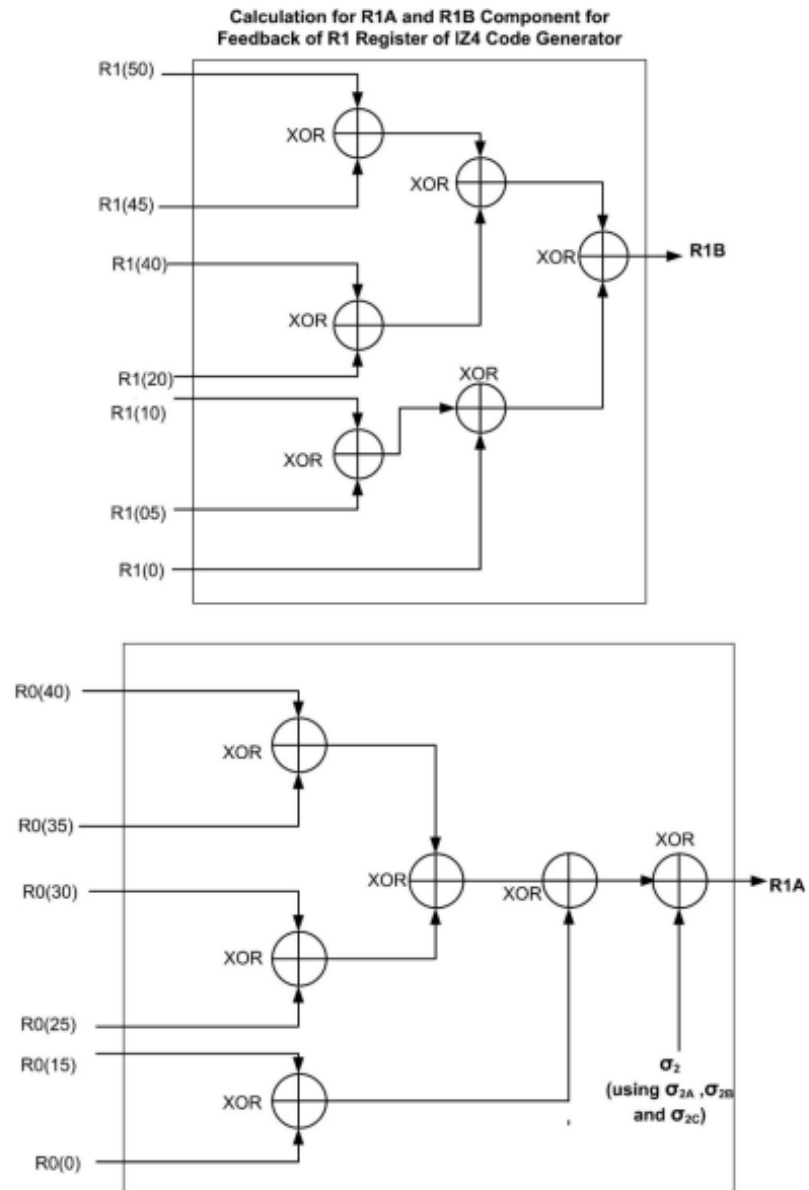 Calculation for R1A and R1B Component for
Feedback of R1 Register of IZ4 Code Generator
R1(50)
XOR
XOR
R1(45)
R1(40)
XOR
R1B
XOR
R1(20)
XOR
R1(10)
XOR
R1(05)
R1(0)
R0(40)
XOR
R0(35)
XOR
R0(30)
XOR
XOR
R1A
XOR
R0(25)
R0(15)
σ2
(using σ2A ,σ2B
and σ2C)
XOR
R0(0)